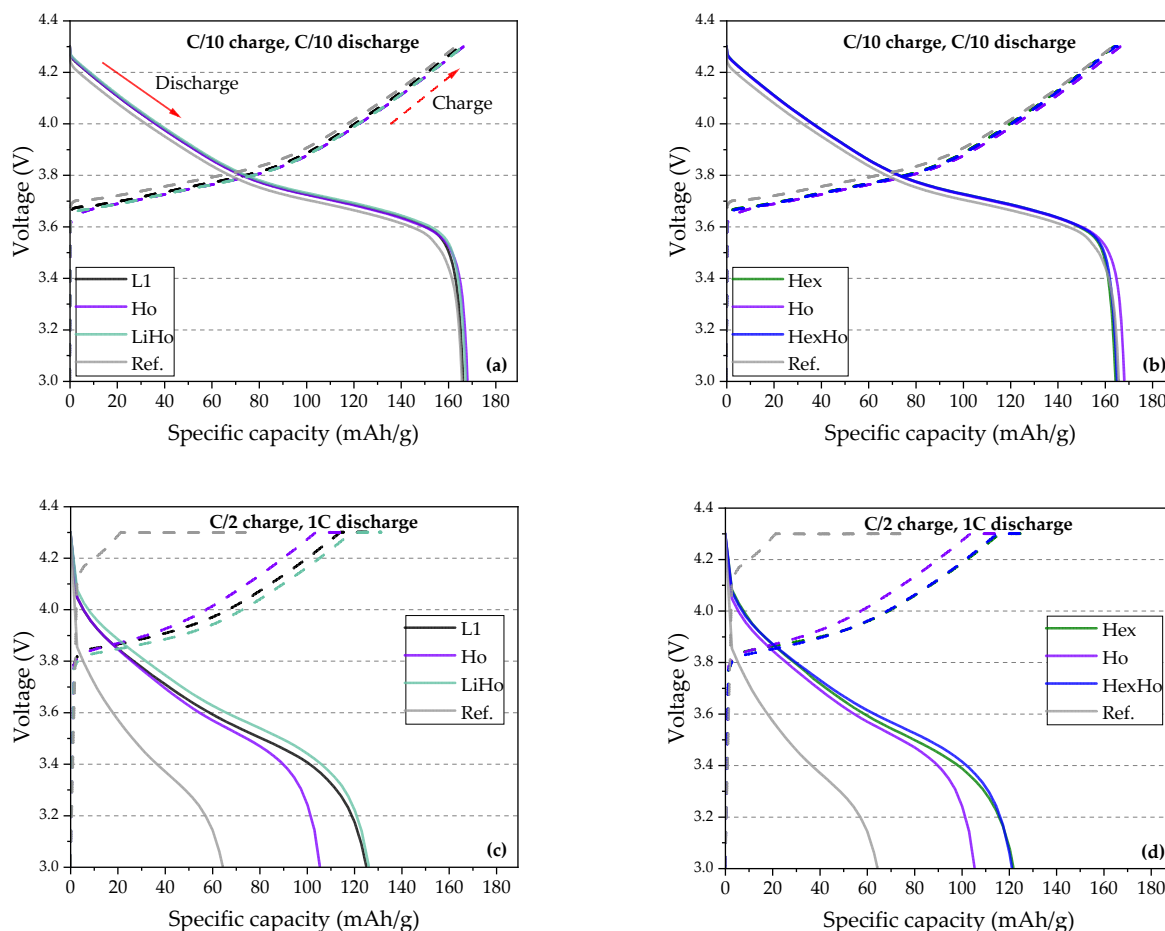 C/10 charge, C/10 discharge
Discharge
Charge
4.4
4.2
4.0
3.8
3.6
3.4
3.2
3.0
Voltage (V)
L1
Ho
LiHo
Ref.
(a)
0 20 40 60 80 100 120 140 160 180
Specific capacity (mAh/g)
C/10 charge, C/10 discharge
4.4
4.2
4.0
3.8
3.6
3.4
3.2
3.0
Voltage (V)
Hex
Ho
HexHo
Ref.
(b)
0 20 40 60 80 100 120 140 160 180
Specific capacity (mAh/g)
C/2 charge, 1C discharge
4.4
4.2
4.0
3.8
3.6
3.4
3.2
3.0
Voltage (V)
L1
Ho
LiHo
Ref.
(c)
0 20 40 60 80 100 120 140 160 180
Specific capacity (mAh/g)
C/2 charge, 1C discharge
4.4
4.2
4.0
3.8
3.6
3.4
3.2
3.0
Voltage (V)
Hex
Ho
HexHo
Ref.
(d)
0 20 40 60 80 100 120 140 160 180
Specific capacity (mAh/g)